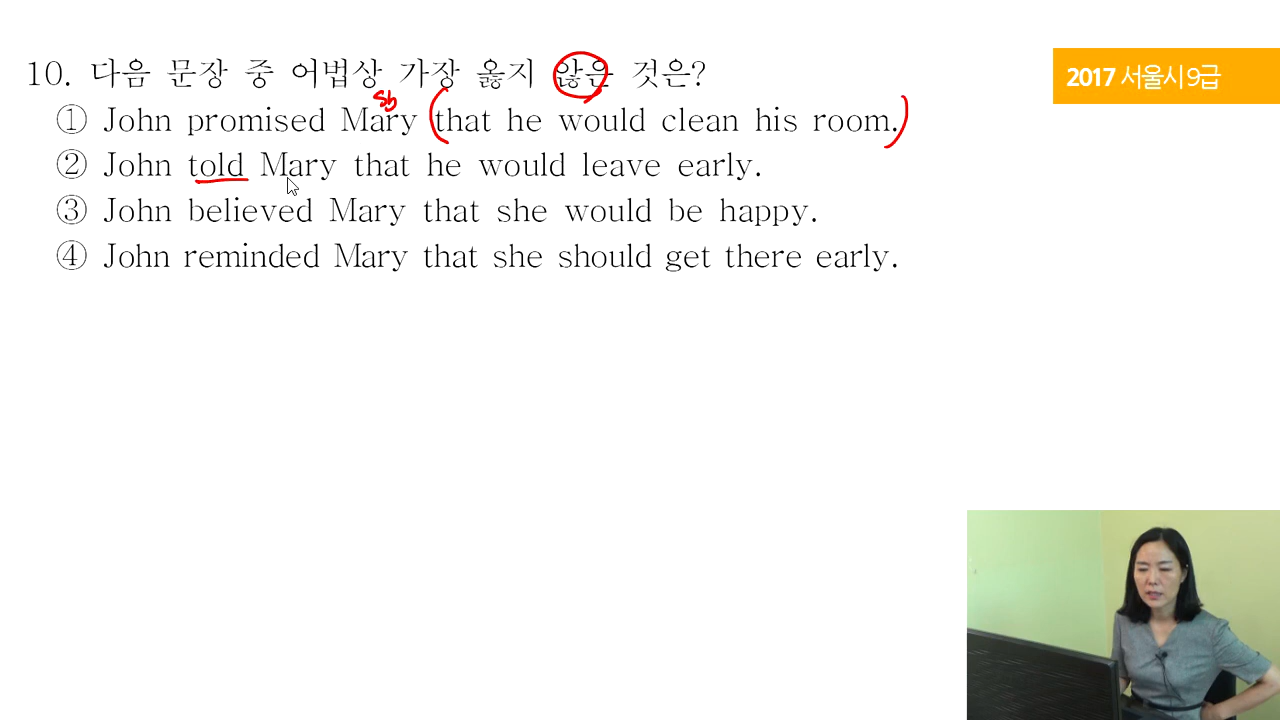 10. 다음 문장 중 어법상 가장 옳지 않은 것은?
2017 서울시 9급
sb
① John promised Mary (that he would clean his room.)
② John told Mary that he would leave early.
③ John believed Mary that she would be happy.
④ John reminded Mary that she should get there early.